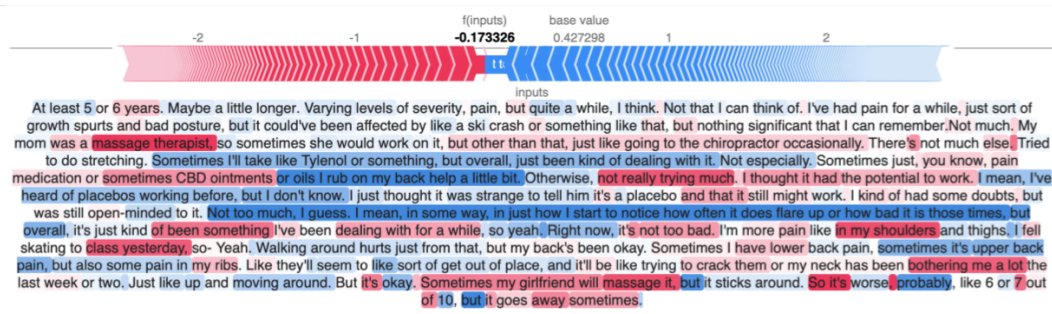 f(inputs) base value
-2 -1 -0.173326 0.427298 1 2
inputs
At least 5 or 6 years. Maybe a little longer. Varying levels of severity, pain, but quite a while, I think. Not that I can think of. I've had pain for a while, just sort of
growth spurts and bad posture, but it could've been affected by like a ski crash or something like that, but nothing significant that I can remember.Not much. My
mom was a massage therapist, so sometimes she would work on it, but other than that, just like going to the chiropractor occasionally. There's not much else. Tried
to do stretching. Sometimes I'll take like Tylenol or something, but overall, just been kind of dealing with it. Not especially. Sometimes just, you know, pain
medication or sometimes CBD ointments or oils I rub on my back help a little bit. Otherwise, not really trying much. I thought it had the potential to work. I mean, I've
heard of placebos working before, but I don't know. I just thought it was strange to tell him it's a placebo and that it still might work. I kind of had some doubts, but
was still open-minded to it. Not too much, I guess. I mean, in some way, in just how I start to notice how often it does flare up or how bad it is those times, but
overall, it's just kind of been something I've been dealing with for a while, so yeah. Right now, it's not too bad. I'm more pain like in my shoulders and thighs. I fell
skating to class yesterday, so- Yeah. Walking around hurts just from that, but my back's been okay. Sometimes I have lower back pain, sometimes it's upper back
pain, but also some pain in my ribs. Like they'll seem to like sort of get out of place, and it'll be like trying to crack them or my neck has been bothering me a lot the
last week or two. Just like up and moving around. But it's okay. Sometimes my girlfriend will massage it, but it sticks around. So it's worse, probably, like 6 or 7 out
of 10, but it goes away sometimes.